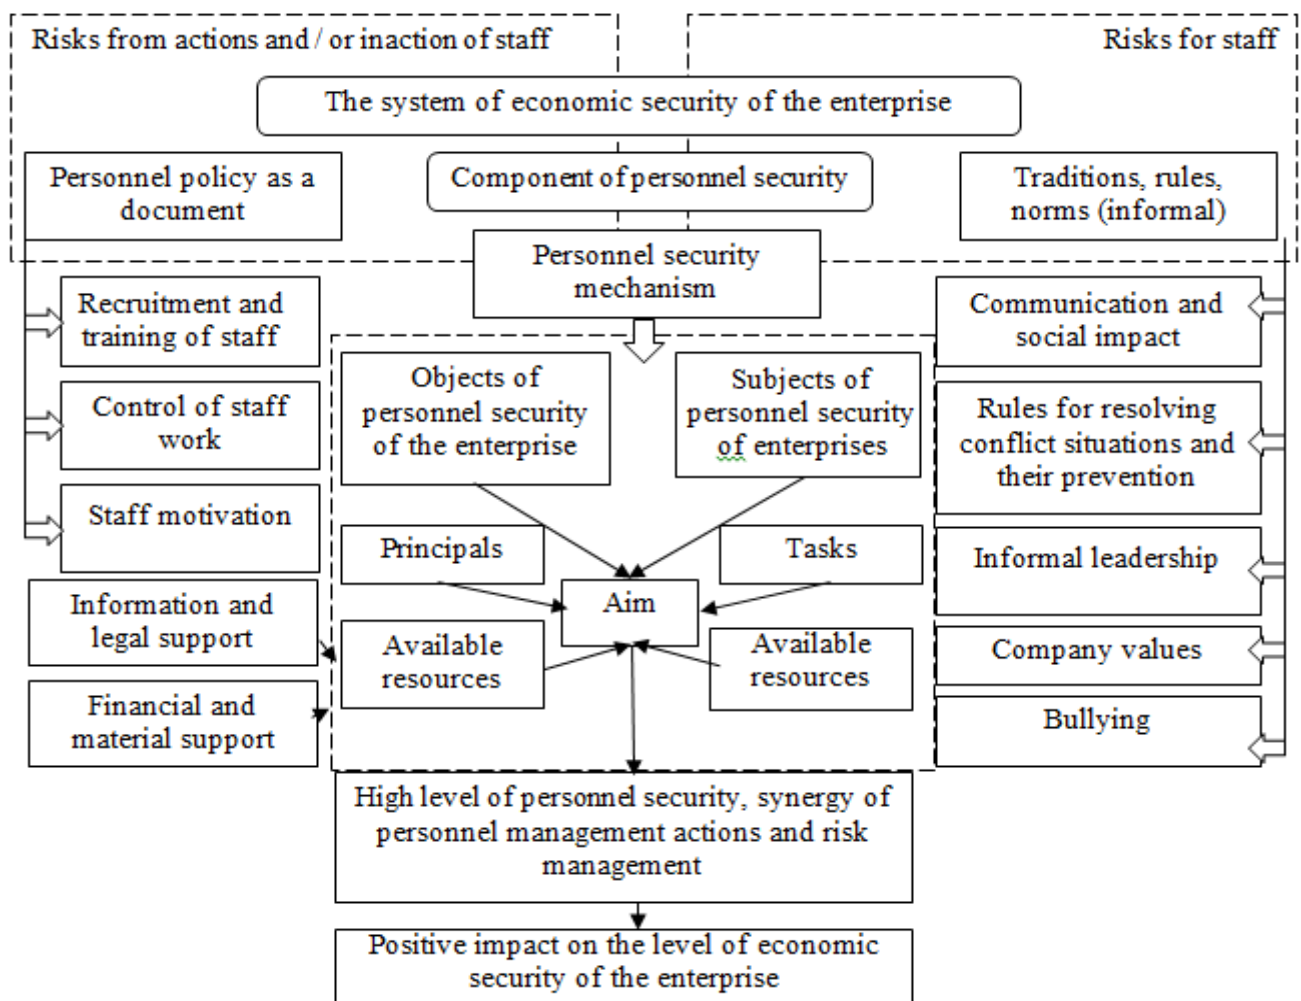 Risks from actions and / or inaction of staff
Risks for staff
The system of economic security of the enterprise
Personnel policy as a
document
Component of personnel security
Traditions, rules,
norms (informal)
Personnel security
mechanism
Recruitment and
training of staff
Control of staff
work
Staff motivation
Information and
legal support
Financial and
material support
Objects of
personnel security
of the enterprise
Subjects of
personnel security
of enterprises
Principals
Tasks
Aim
Available
resources
Available
resources
Communication and
social impact
Rules for resolving
conflict situations and
their prevention
Informal leadership
Company values
Bullying
High level of personnel security, synergy of
personnel management actions and risk
management
Positive impact on the level of economic
security of the enterprise